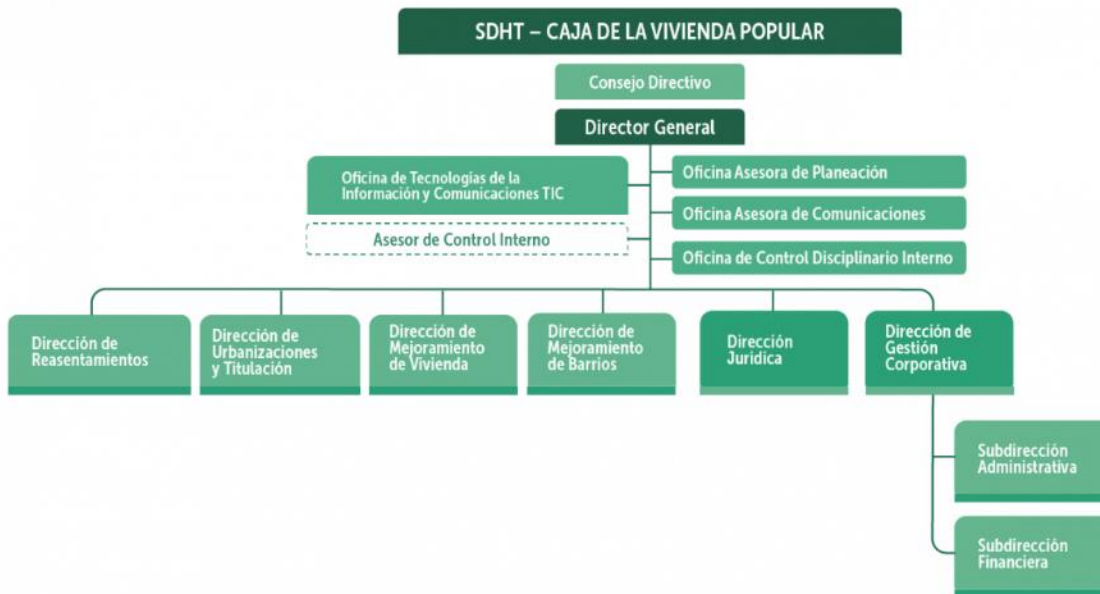 SDHT – CAJA DE LA VIVIENDA POPULAR
Consejo Directivo
Director General
Oficina de Tecnologías de la
Información y Comunicaciones TIC
Oficina Asesora de Planeación
Oficina Asesora de Comunicaciones
Asesor de Control Interno
Oficina de Control Disciplinario Interno
Dirección de
Reasentamientos
Dirección de
Urbanizaciones
y Titulación
Dirección de
Mejoramiento
de Vivienda
Dirección de
Mejoramiento
de Barrios
Dirección
Jurídica
Dirección de
Gestión
Corporativa
Subdirección
Administrativa
Subdirección
Financiera